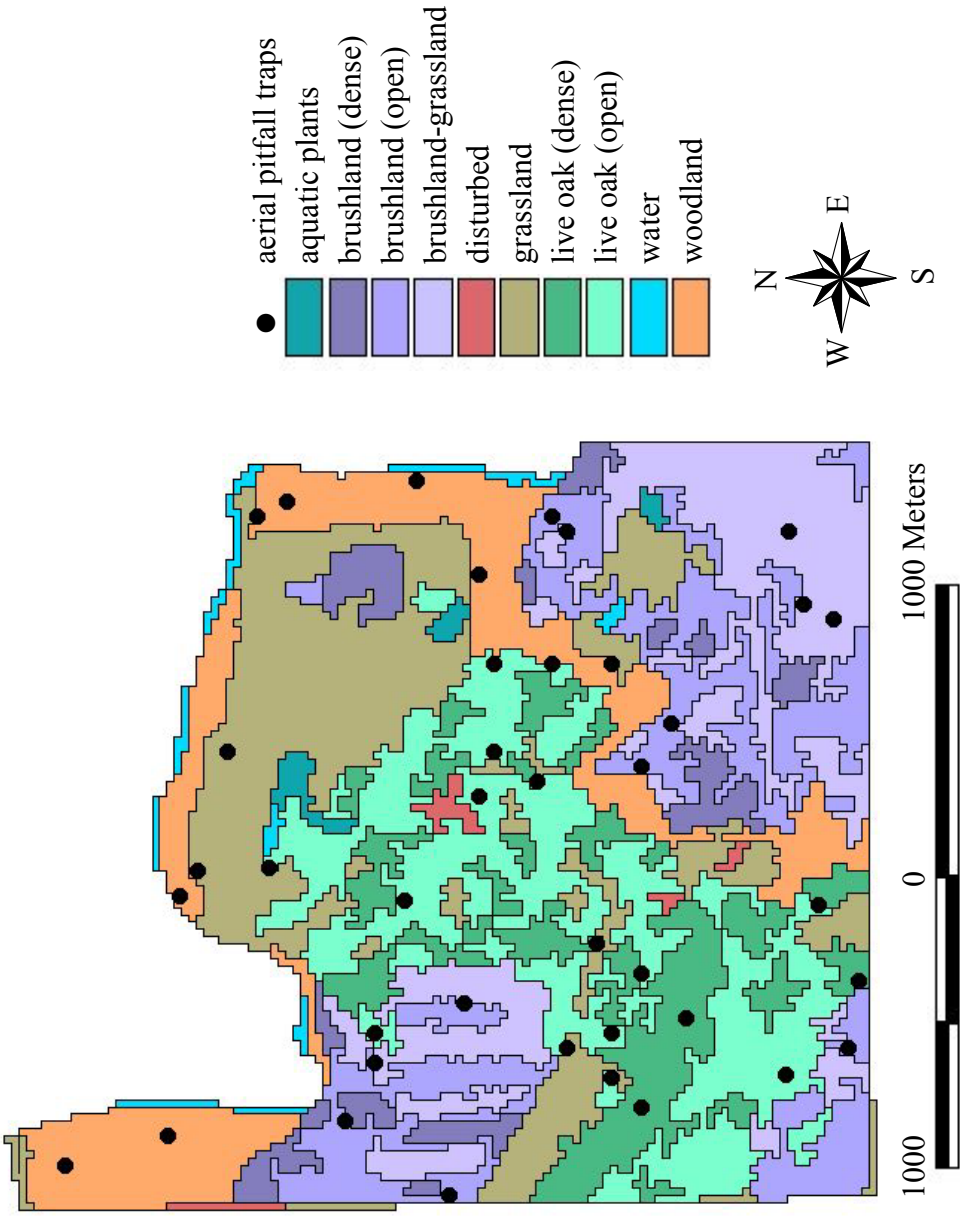 aerial pitfall traps
aquatic plants
brushland (dense)
brushland (open)
brushland-grassland
disturbed
grassland
live oak (dense)
live oak (open)
water
woodland
N
W
E
S
1000
0
1000 Meters